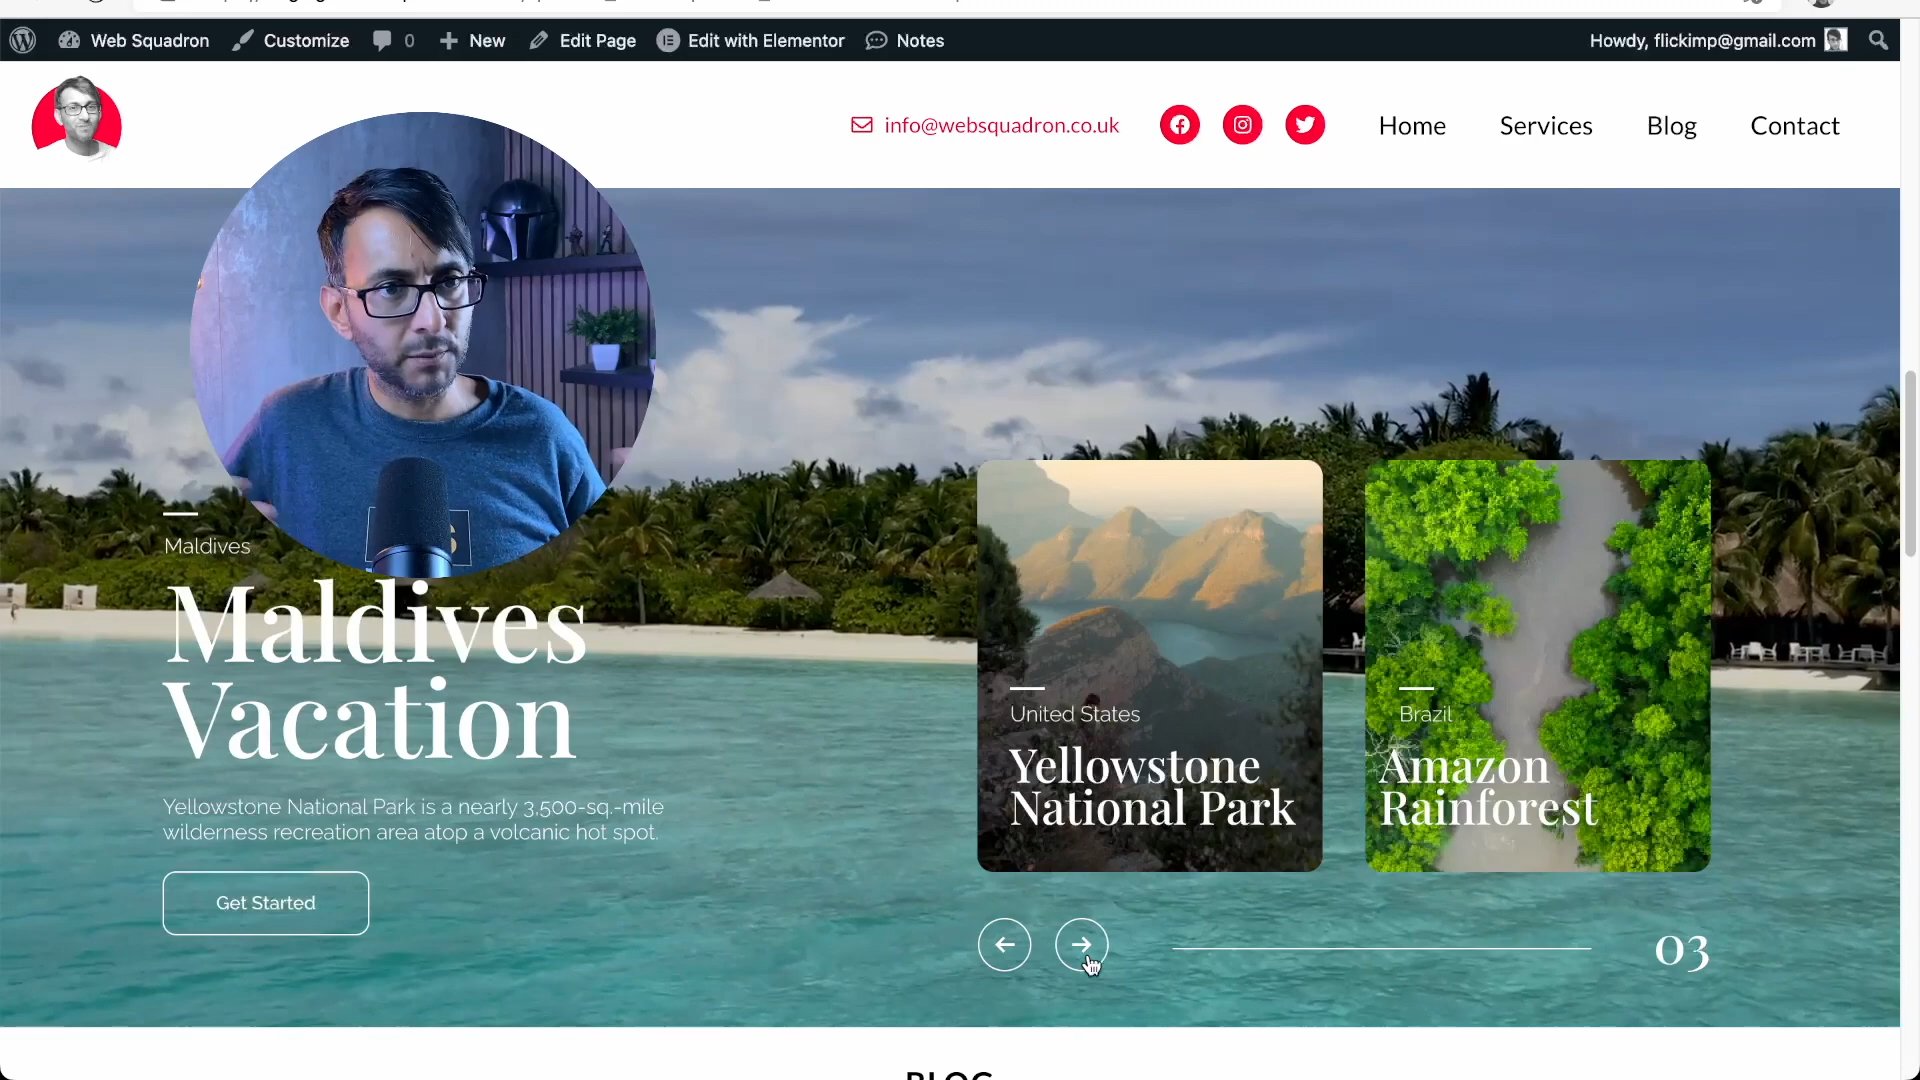 Web Squadron
Customize
0
New
Edit Page
Edit with Elementor
Notes
Howdy, flickimp@gmail.com
info@websquadron.co.uk
Home
Services
Blog
Contact
Maldives
Maldives
Vacation
Yellowstone National Park is a nearly 3,500-sq.-mile
wilderness recreation area atop a volcanic hot spot.
Get Started
United States
Yellowstone
National Park
Brazil
Amazon
Rainforest
03
BLOG